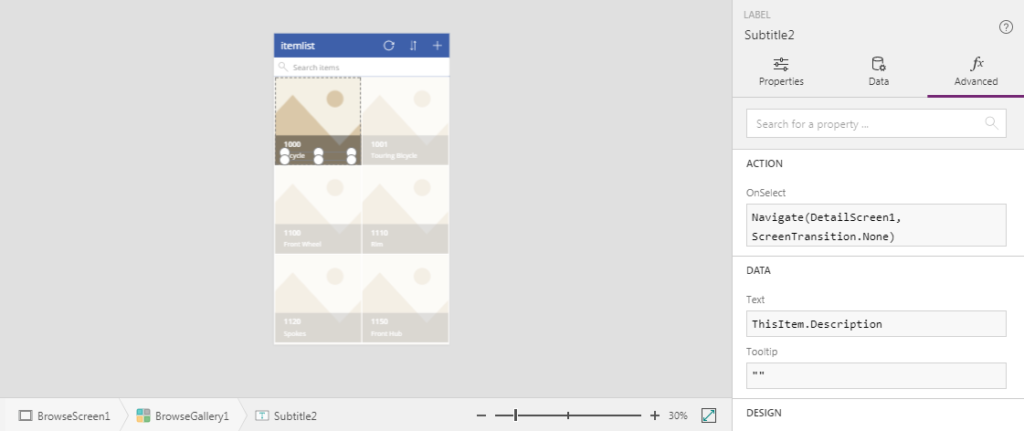 itemlist
Search items
1000
1001
Touring Bicycle
1100
Front Wheel
1110
Rim
1120
Spokes
1150
Front Hub
LABEL
Subtitle2
Properties
Data
fx
Advanced
Search for a property ...
ACTION
OnSelect
Navigate(DetailScreen1,
ScreenTransition.None)
DATA
Text
ThisItem.Description
Tooltip
""
DESIGN
BrowseScreen1
BrowseGallery1
Subtitle2
30%